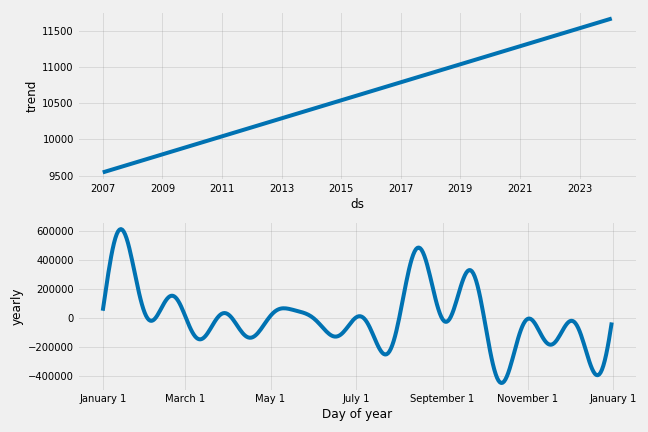 11500
11000
10500
10000
9500
trend
2007 2009 2011 2013 2015 2017 2019 2021 2023
ds
600000
400000
200000
0
−200000
−400000
yearly
January 1 March 1 May 1 July 1 September 1 November 1 January 1
Day of year